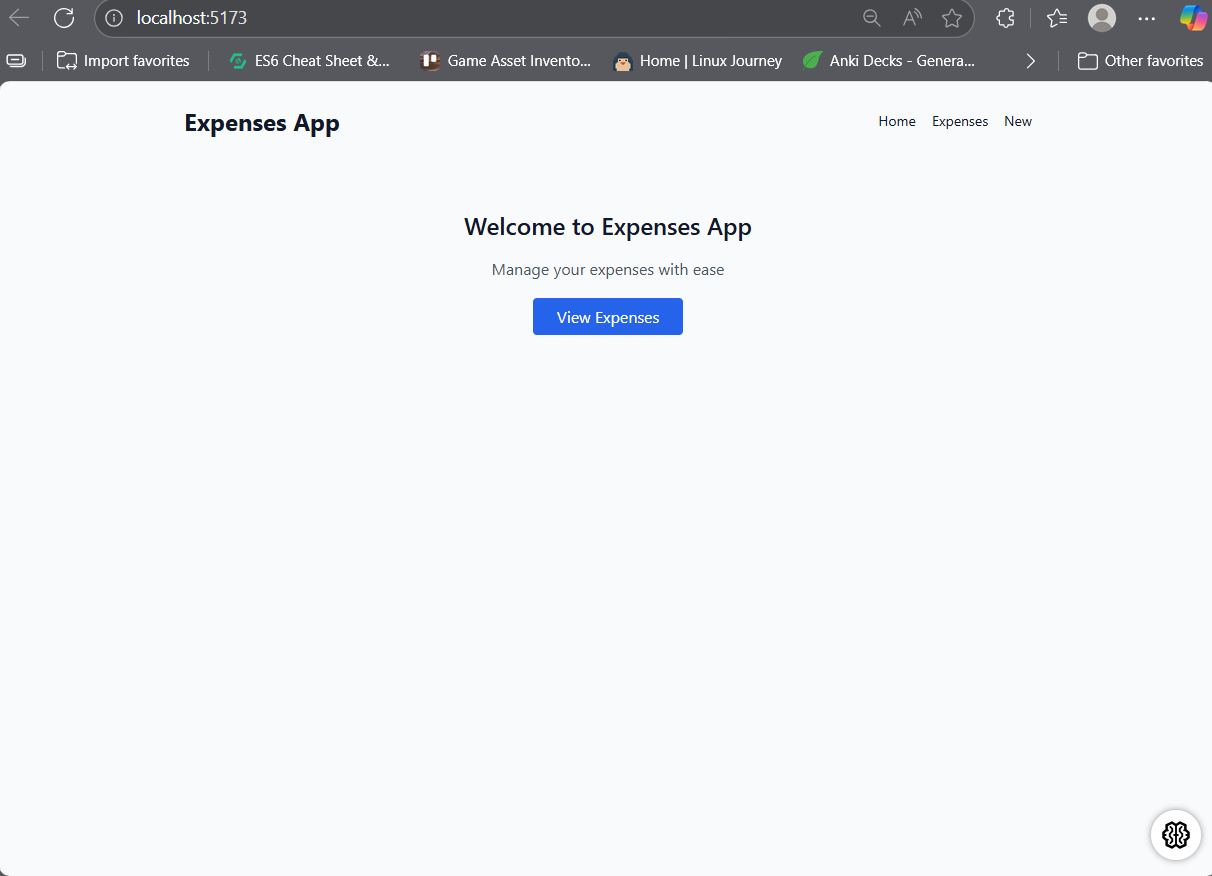 localhost:5173
Import favorites
ES6 Cheat Sheet &...
Game Asset Invento...
Home | Linux Journey
Anki Decks - Genera...
Other favorites
Expenses App
Home
Expenses
New
Welcome to Expenses App
Manage your expenses with ease
View Expenses